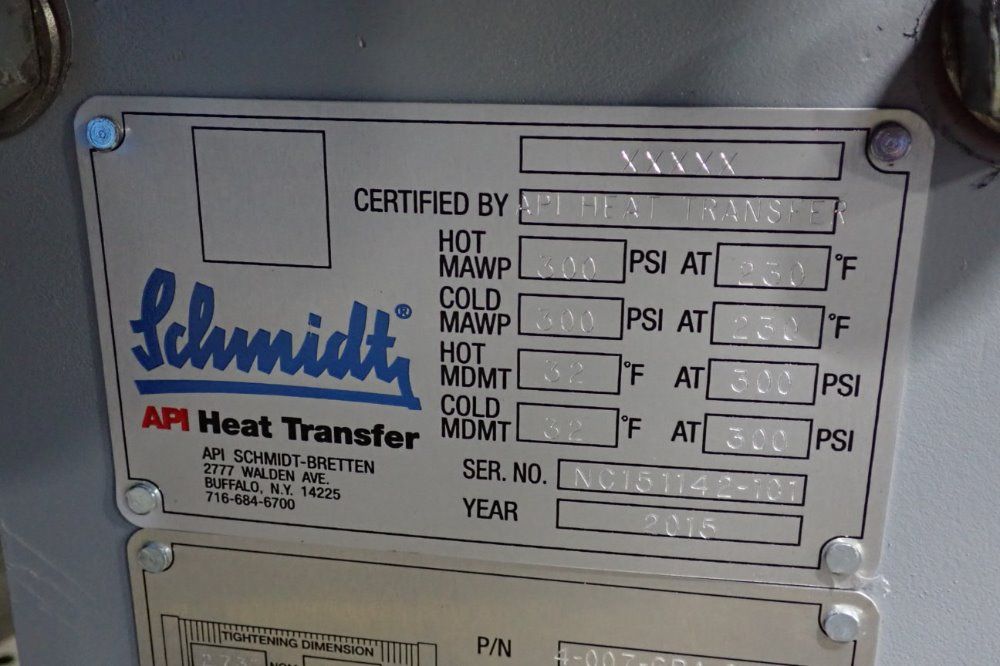 XXXXX
CERTIFIED BY API HEAT TRANSFER
HOT MAWP 300 PSI AT 230 °F
COLD MAWP 300 PSI AT 230 °F
HOT MDMT 32 °F AT 300 PSI
COLD MDMT 32 °F AT 300 PSI
SER. NO. NC151142-101
YEAR 2015
Schmidt®
API Heat Transfer
API SCHMIDT-BRETTEN
2777 WALDEN AVE.
BUFFALO, N.Y. 14225
716-684-6700
TIGHTENING DIMENSION
P/N